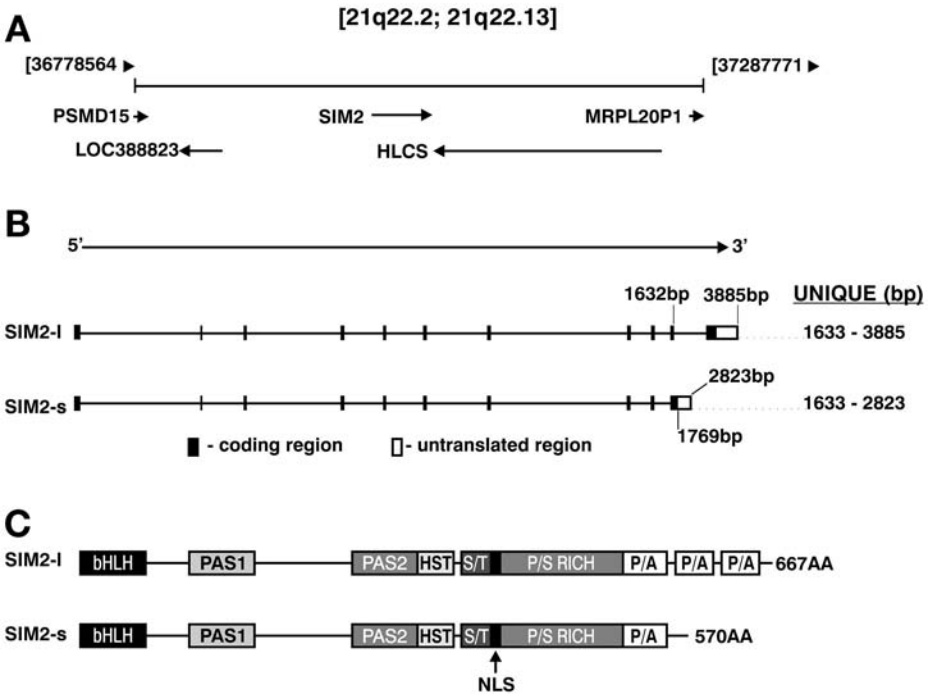 A
[21q22.2; 21q22.13]
[36778564
[37287771
PSMD15
SIM2
MRPL20P1
LOC388823
HLCS
B
5’
3’
1632bp
3885bp
UNIQUE (bp)
SIM2-l
1633 - 3885
2823bp
SIM2-s
1633 - 2823
1769bp
- coding region
- untranslated region
C
SIM2-l
bHLH
PAS1
PAS2
HST
S/T
P/S RICH
P/A
P/A
P/A
667AA
SIM2-s
bHLH
PAS1
PAS2
HST
S/T
P/S RICH
P/A
570AA
NLS